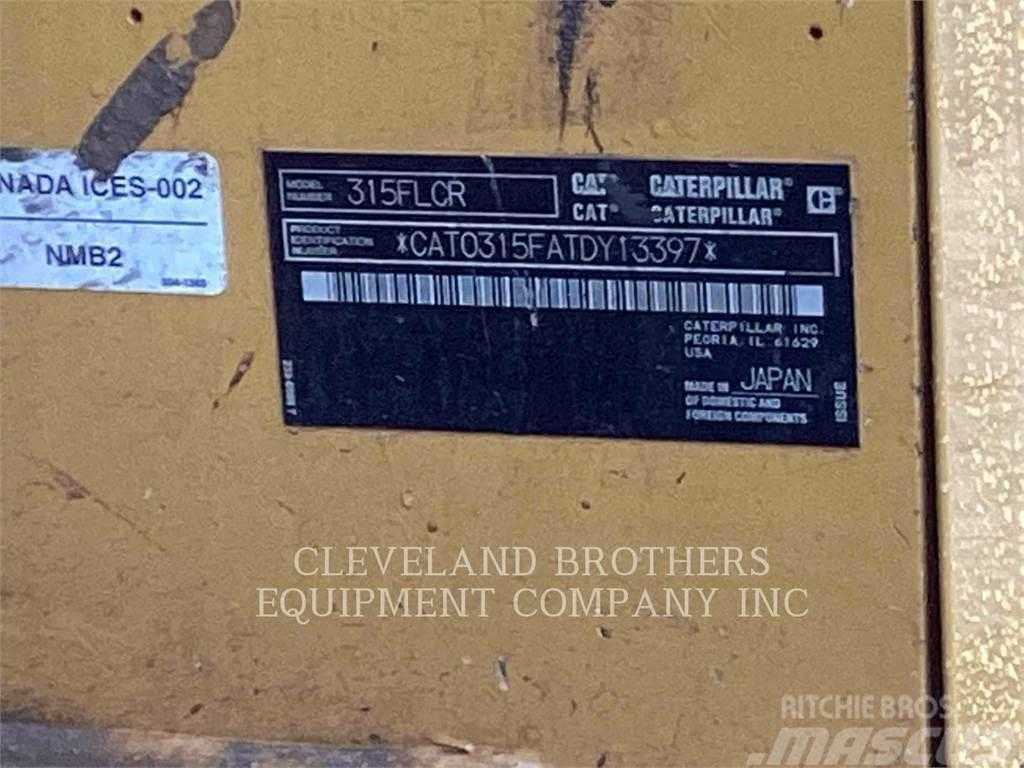 NADA ICES-002
NMB2
MODEL NUMBER 315FLCR
CAT® CATERPILLAR®
CAT® CATERPILLAR®
PRODUCT IDENTIFICATION NUMBER *CAT0315FATDY13397*
CATERPILLAR INC.
PEORIA, IL 61629
USA
MADE IN JAPAN
OF DOMESTIC AND
FOREIGN COMPONENTS
ISSUE
CLEVELAND BROTHERS
EQUIPMENT COMPANY INC
RITCHIE BROS
MASCUS